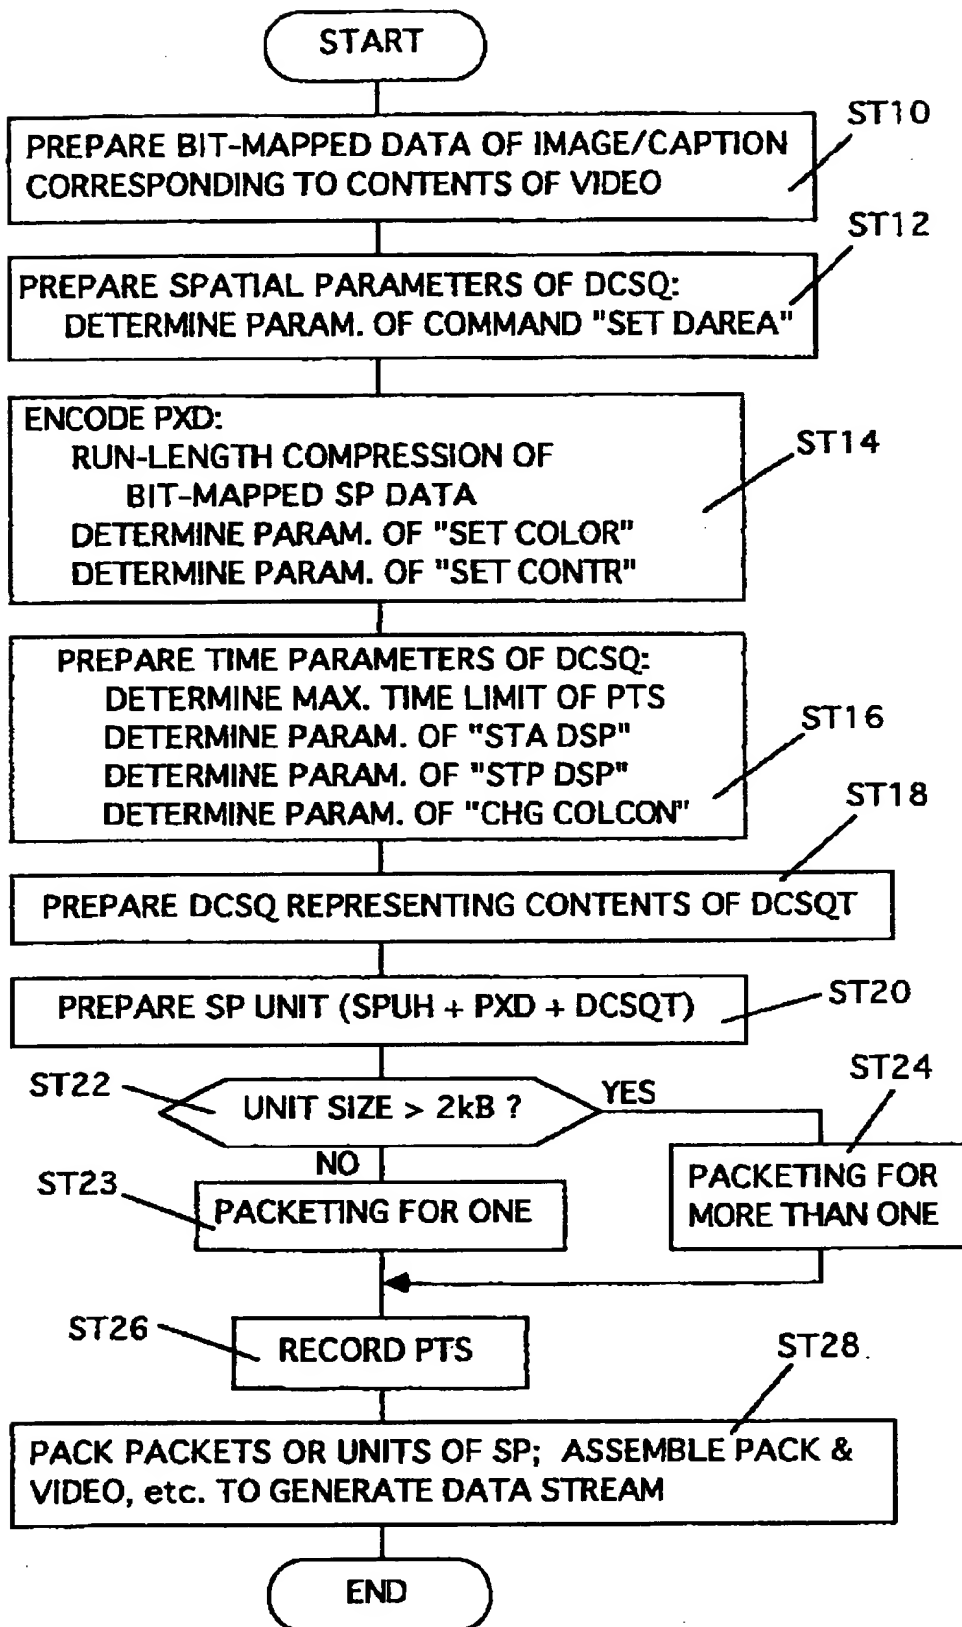 START
ST10
PREPARE BIT-MAPPED DATA OF IMAGE/CAPTION
CORRESPONDING TO CONTENTS OF VIDEO
ST12
PREPARE SPATIAL PARAMETERS OF DCSQ:
DETERMINE PARAM. OF COMMAND "SET DAREA"
ENCODE PXD:
RUN-LENGTH COMPRESSION OF
BIT-MAPPED SP DATA
DETERMINE PARAM. OF "SET COLOR"
DETERMINE PARAM. OF "SET CONTR"
ST14
PREPARE TIME PARAMETERS OF DCSQ:
DETERMINE MAX. TIME LIMIT OF PTS
DETERMINE PARAM. OF "STA DSP"
DETERMINE PARAM. OF "STP DSP"
DETERMINE PARAM. OF "CHG COLCON"
ST16
ST18
PREPARE DCSQ REPRESENTING CONTENTS OF DCSQT
PREPARE SP UNIT (SPUH + PXD + DCSQT)
ST20
ST22
UNIT SIZE > 2kB ?
YES
ST24
NO
ST23
PACKETING FOR ONE
PACKETING FOR
MORE THAN ONE
ST26
RECORD PTS
ST28
PACK PACKETS OR UNITS OF SP; ASSEMBLE PACK &
VIDEO, etc. TO GENERATE DATA STREAM
END